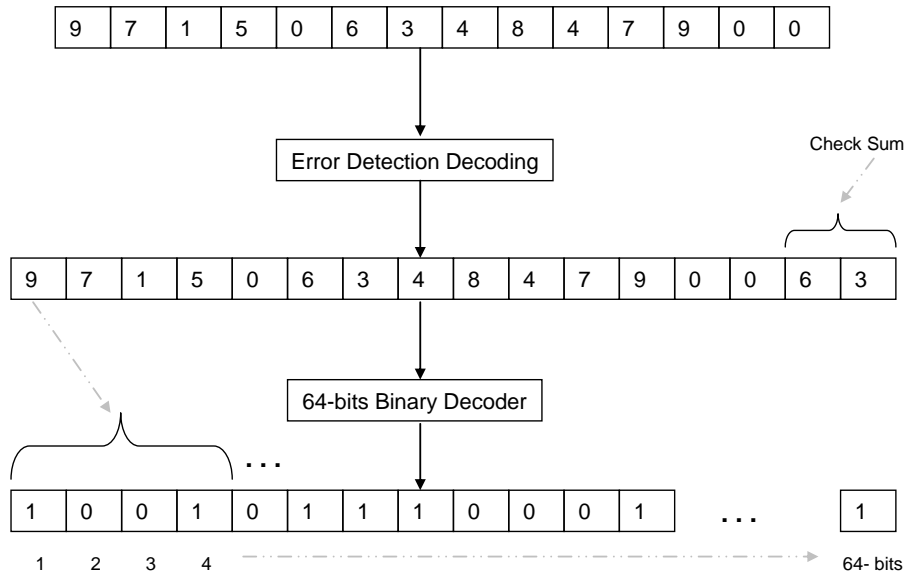 9 7 1 5 0 6 3 4 8 4 7 9 0 0
Check Sum
Error Detection Decoding
9 7 1 5 0 6 3 4 8 4 7 9 0 0 6 3
64-bits Binary Decoder
...
1 0 0 1 0 1 1 1 0 0 0 1 ... 1
1 2 3 4 64- bits